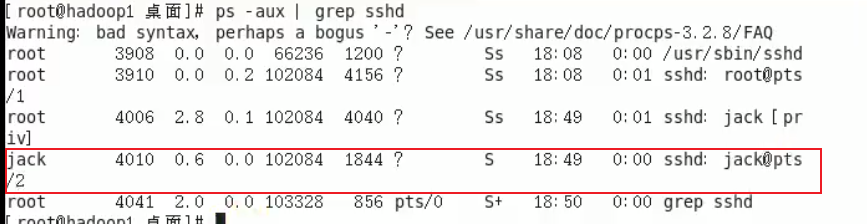 [root@hadoop1 桌面]# ps -aux | grep sshd
Warning: bad syntax, perhaps a bogus '-'? See /usr/share/doc/procps-3.2.8/FAQ
root 3908 0.0 0.0 66236 1200 ? Ss 18:08 0:00 /usr/sbin/sshd
root 3910 0.0 0.2 102084 4156 ? Ss 18:08 0:01 sshd: root@pts
/1
root 4006 2.8 0.1 102084 4040 ? Ss 18:49 0:01 sshd: jack [pr
iv]
jack 4010 0.6 0.0 102084 1844 ? S 18:49 0:00 sshd: jack@pts
/2
root 4041 2.0 0.0 103328 856 pts/0 S+ 18:50 0:00 grep sshd
[root@hadoop1 桌面]#